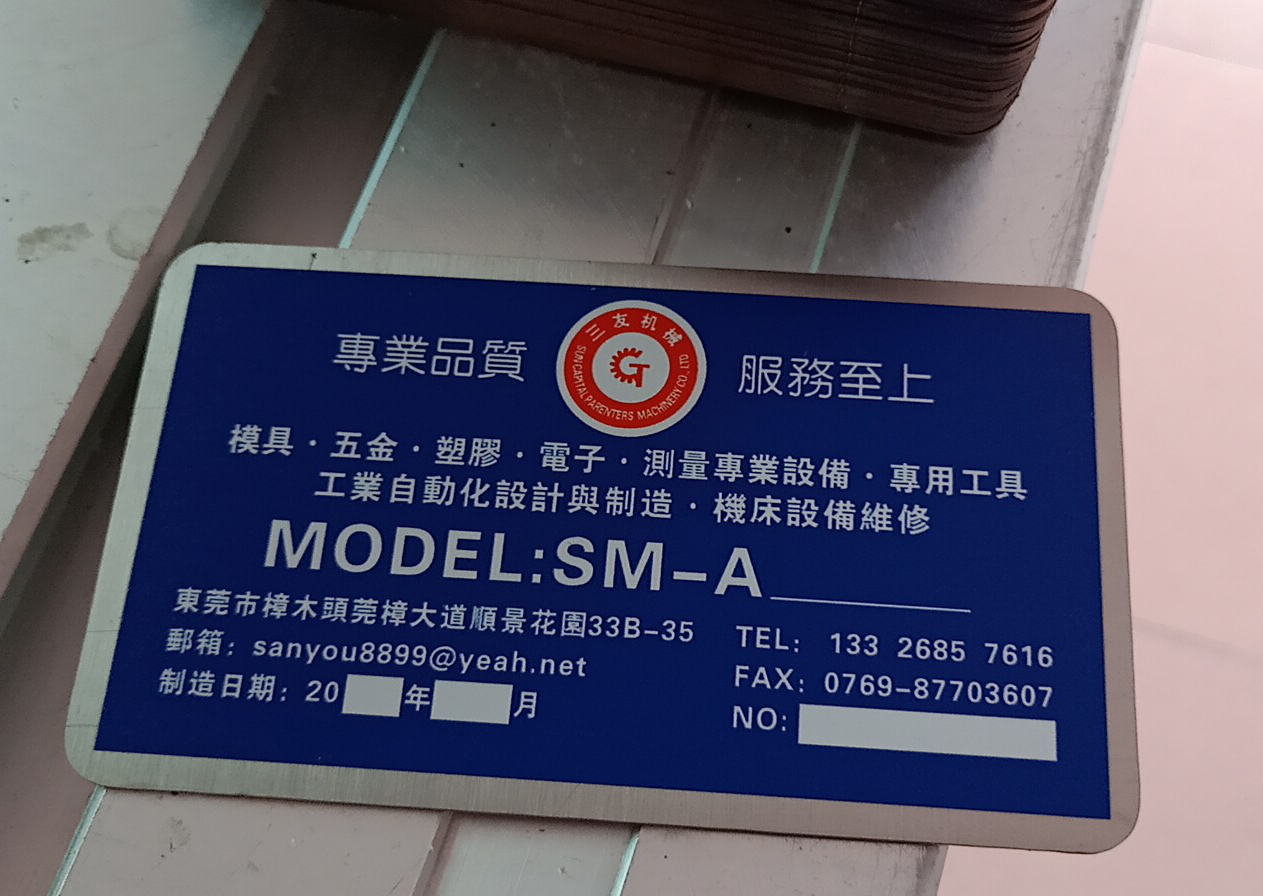 三友机械
SUNCAPITALPARENTERS MACHINERY CO., LTD
GT
專業品質 服務至上
模具·五金·塑膠·電子·測量專業設備·專用工具
工業自動化設計與制造·機床設備維修
MODEL:SM-A
東莞市樟木頭莞樟大道順景花園33B-35
TEL: 133 2685 7616
郵箱: sanyou8899@yeah.net
FAX: 0769-87703607
制造日期: 20 年 月
NO: